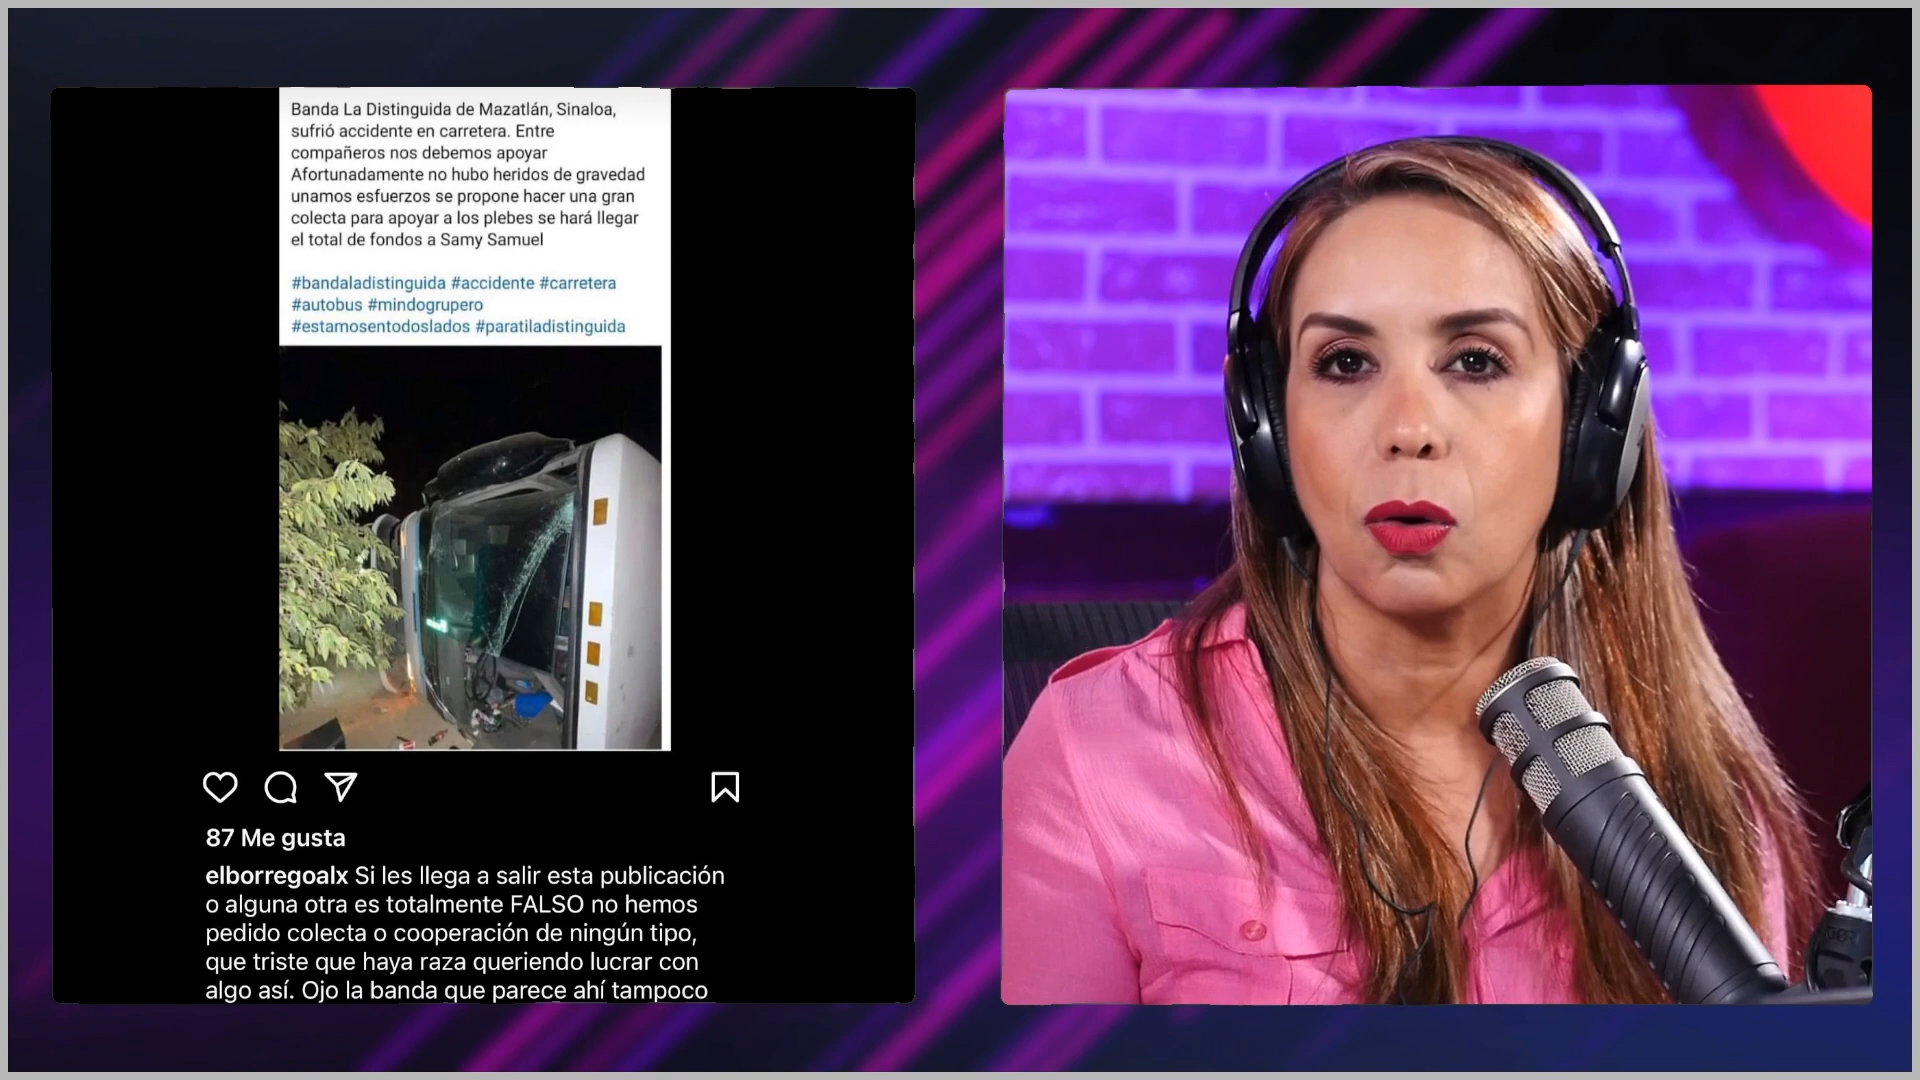 Banda La Distinguida de Mazatlán, Sinaloa,
sufrió accidente en carretera. Entre
compañeros nos debemos apoyar
Afortunadamente no hubo heridos de gravedad
unamos esfuerzos se propone hacer una gran
colecta para apoyar a los plebes se hará llegar
el total de fondos a Samy Samuel
#bandaladistinguida #accidente #carretera
#autobus #mindogrupero
#estamosentodoslados #paratiladistinguida
87 Me gusta
elborregoalx Si les llega a salir esta publicación
o alguna otra es totalmente FALSO no hemos
pedido colecta o cooperación de ningún tipo,
que triste que haya raza queriendo lucrar con
algo así. Ojo la banda que parece ahí tampoco